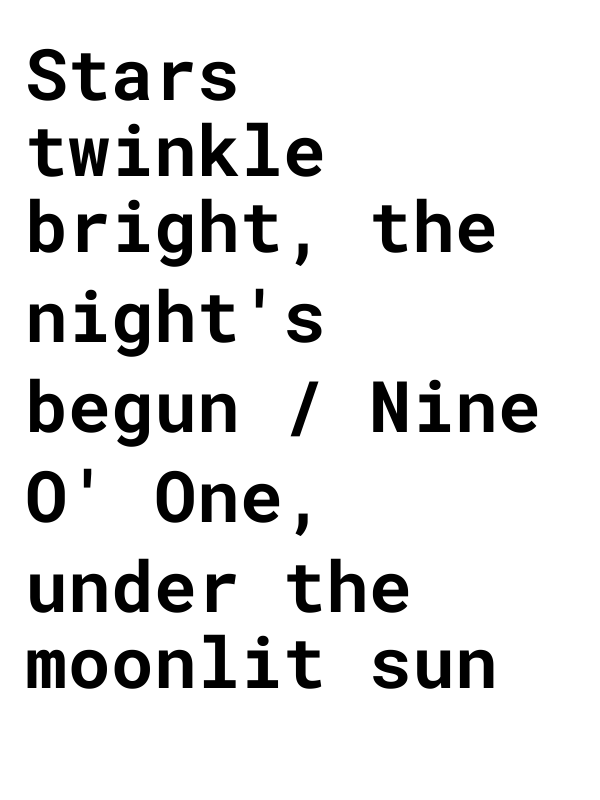 Stars
twinkle
bright, the
night's
begun / Nine
O' One,
under the
moonlit sun